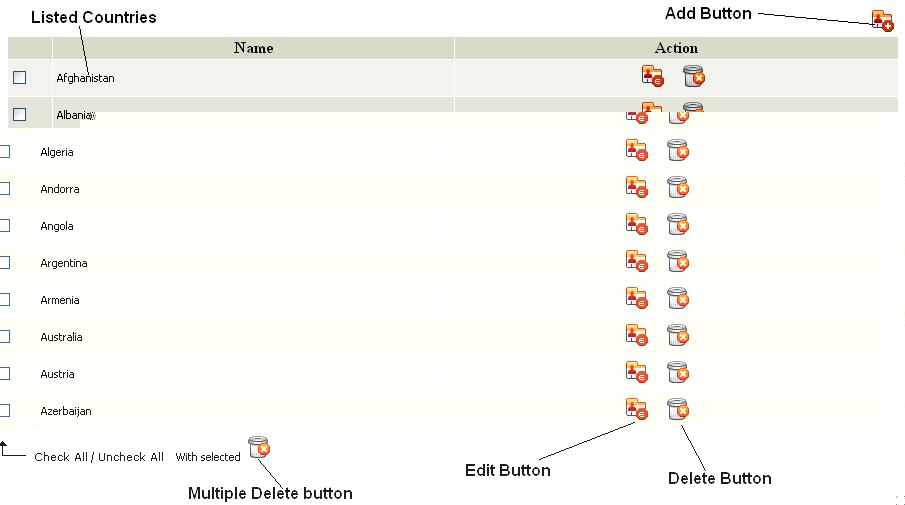 Listed Countries
Add Button
Name Action
Afghanistan
Albania
Algeria
Andorra
Angola
Argentina
Armenia
Australia
Austria
Azerbaijan
Check All / Uncheck All With selected
Edit Button
Delete Button
Multiple Delete button